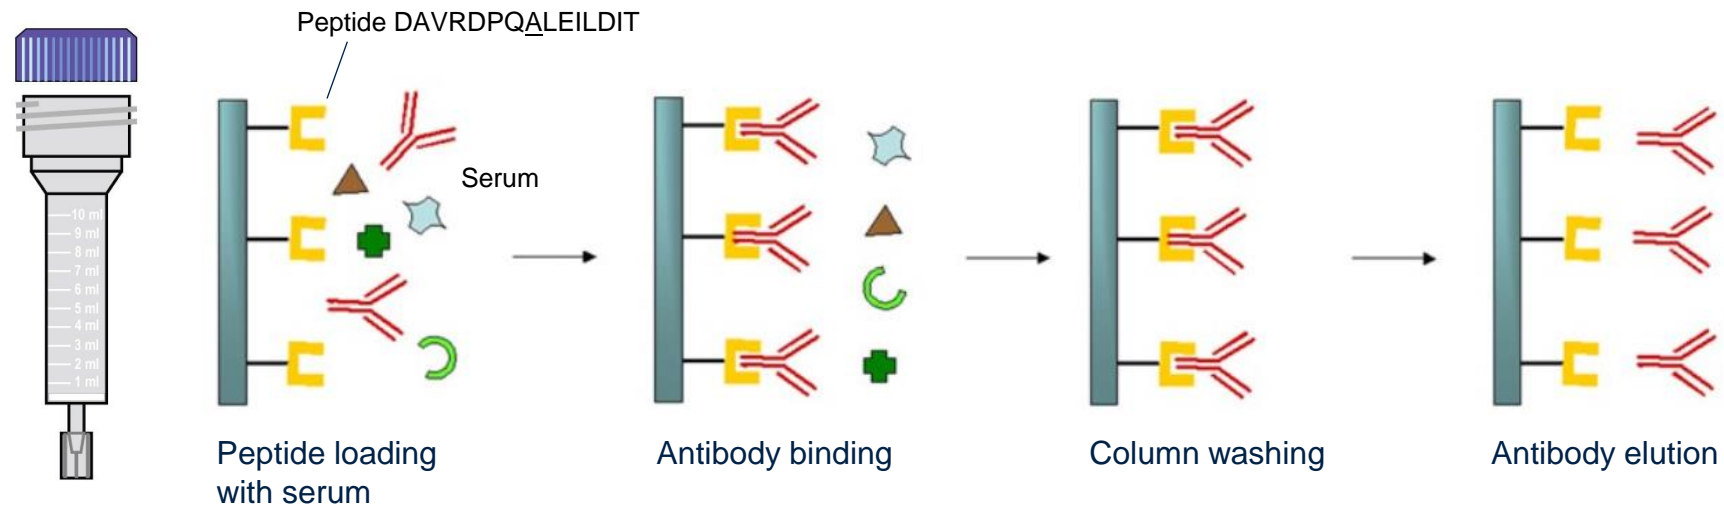 Peptide DAVRDPQALEILDIT
Serum
10 ml
9 ml
8 ml
7 ml
6 ml
5 ml
4 ml
3 ml
2 ml
1 ml
Peptide loading
with serum
Antibody binding
Column washing
Antibody elution